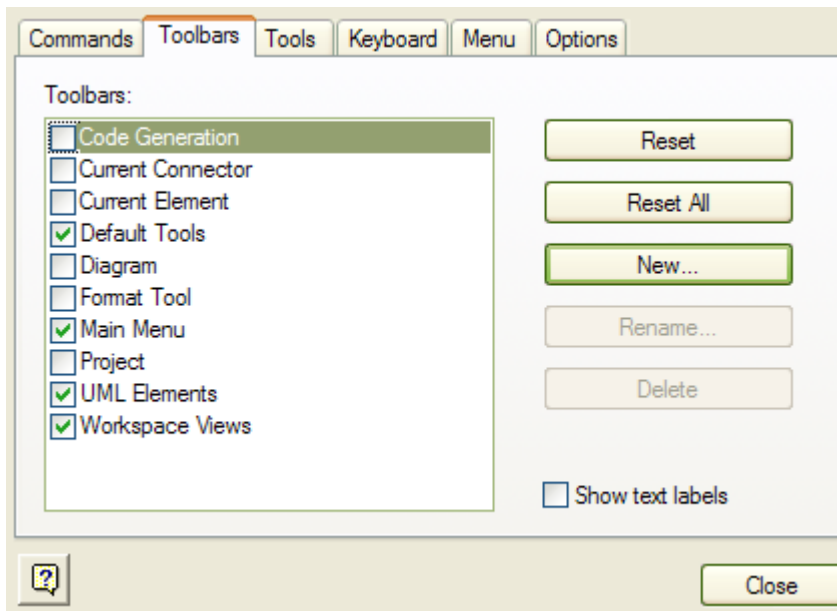 Commands Toolbars Tools Keyboard Menu Options
Toolbars:
Code Generation
Current Connector
Current Element
Default Tools
Diagram
Format Tool
Main Menu
Project
UML Elements
Workspace Views
Reset
Reset All
New...
Rename...
Delete
Show text labels
?
Close